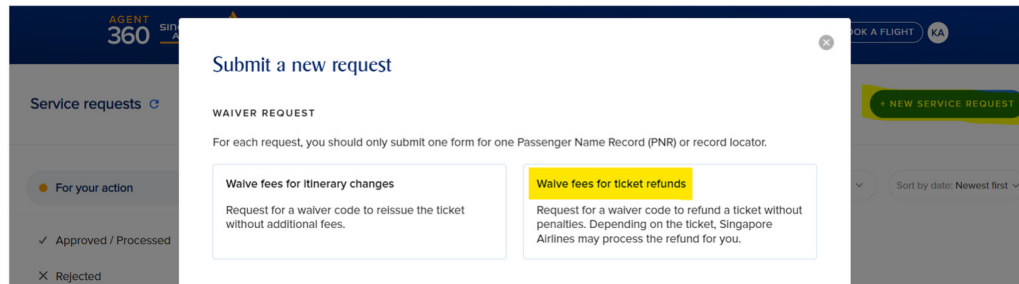 AGENT
360
SIN
A
OK A FLIGHT
KA
Submit a new request
Service requests
WAIVER REQUEST
+ NEW SERVICE REQUEST
For each request, you should only submit one form for one Passenger Name Record (PNR) or record locator.
For your action
Waive fees for itinerary changes
Request for a waiver code to reissue the ticket
without additional fees.
Waive fees for ticket refunds
Request for a waiver code to refund a ticket without
penalties. Depending on the ticket, Singapore
Airlines may process the refund for you.
Sort by date: Newest first
Approved / Processed
Rejected